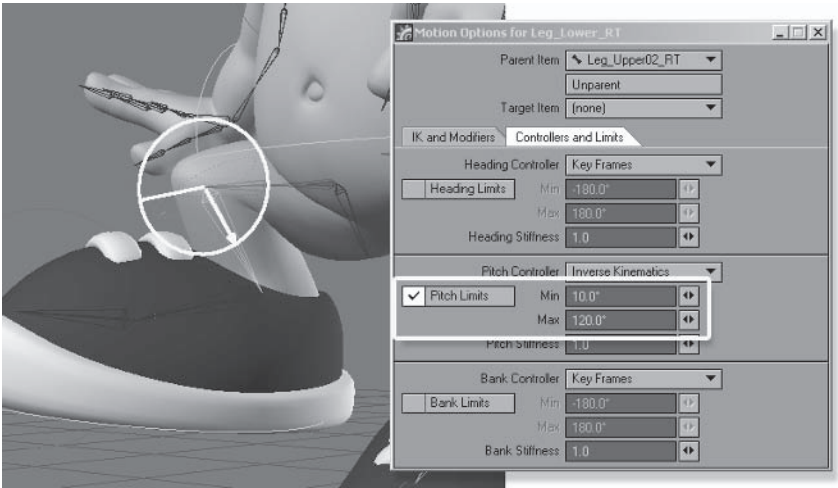 Motion Options for Leg_Lower_RT
Parent Item Leg_Upper02_RT
Unparent
Target Item (none)
IK and Modifiers Controllers and Limits
Heading Controller Key Frames
Heading Limits Min -180.0°
Max 180.0°
Heading Stiffness 1.0
Pitch Controller Inverse Kinematics
Pitch Limits Min 10.0°
Max 120.0°
Pitch Stiffness 1.0
Bank Controller Key Frames
Bank Limits Min -180.0°
Max 180.0°
Bank Stiffness 1.0